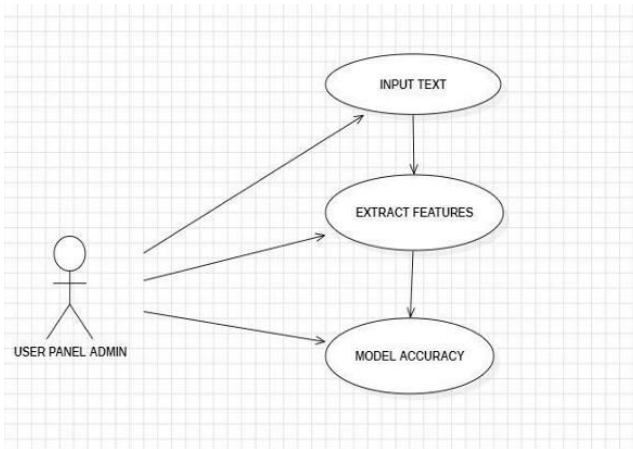 INPUT TEXT
EXTRACT FEATURES
USER PANEL ADMIN
MODEL ACCURACY